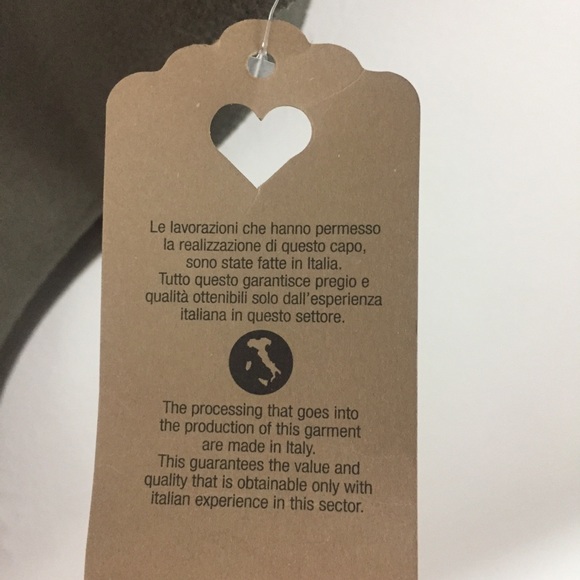 Le lavorazioni che hanno permesso
la realizzazione di questo capo,
sono state fatte in Italia.
Tutto questo garantisce pregio e
qualità ottenibili solo dall'esperienza
italiana in questo settore.
The processing that goes into
the production of this garment
are made in Italy.
This guarantees the value and
quality that is obtainable only with
italian experience in this sector.